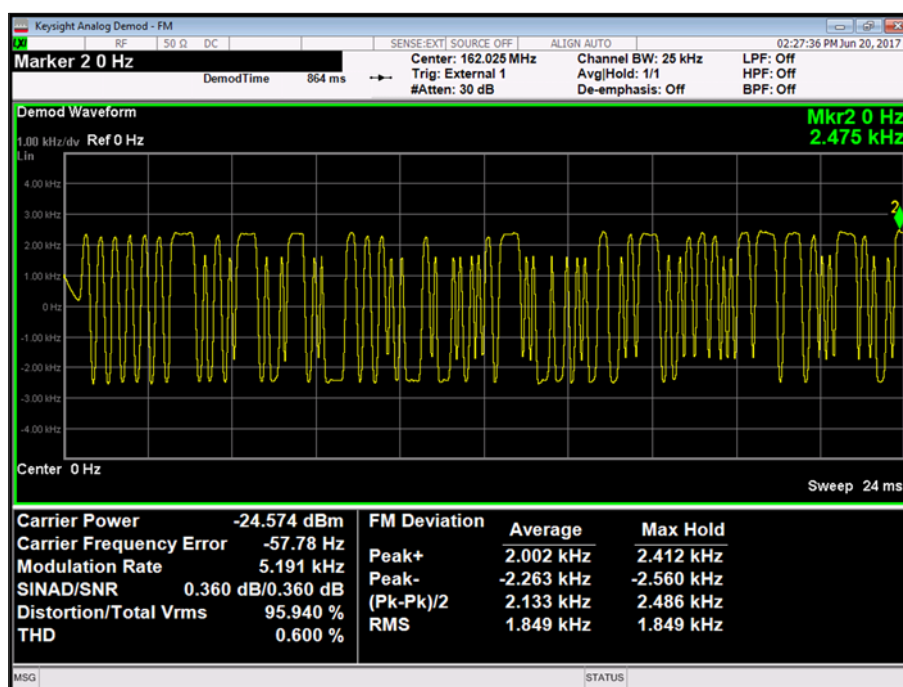 Keysight Analog Demod - FM
LXI RF 50 Ω DC SENSE:EXT SOURCE OFF ALIGN AUTO 02:27:36 PM Jun 20, 2017
Marker 2 0 Hz Center: 162.025 MHz Channel BW: 25 kHz LPF: Off
DemodTime 864 ms Trig: External 1 Avg|Hold: 1/1 HPF: Off
#Atten: 30 dB De-emphasis: Off BPF: Off
Demod Waveform Mkr2 0 Hz
1.00 kHz/dv Ref 0 Hz 2.475 kHz
Lin
4.00 kHz
3.00 kHz
2
2.00 kHz
1.00 kHz
0 Hz
-1.00 kHz
-2.00 kHz
-3.00 kHz
-4.00 kHz
Center 0 Hz
Sweep 24 ms
Carrier Power -24.574 dBm FM Deviation Average Max Hold
Carrier Frequency Error -57.78 Hz Peak+ 2.002 kHz 2.412 kHz
Modulation Rate 5.191 kHz Peak- -2.263 kHz -2.560 kHz
SINAD/SNR 0.360 dB/0.360 dB (Pk-Pk)/2 2.133 kHz 2.486 kHz
Distortion/Total Vrms 95.940 % RMS 1.849 kHz 1.849 kHz
THD 0.600 %
MSG STATUS